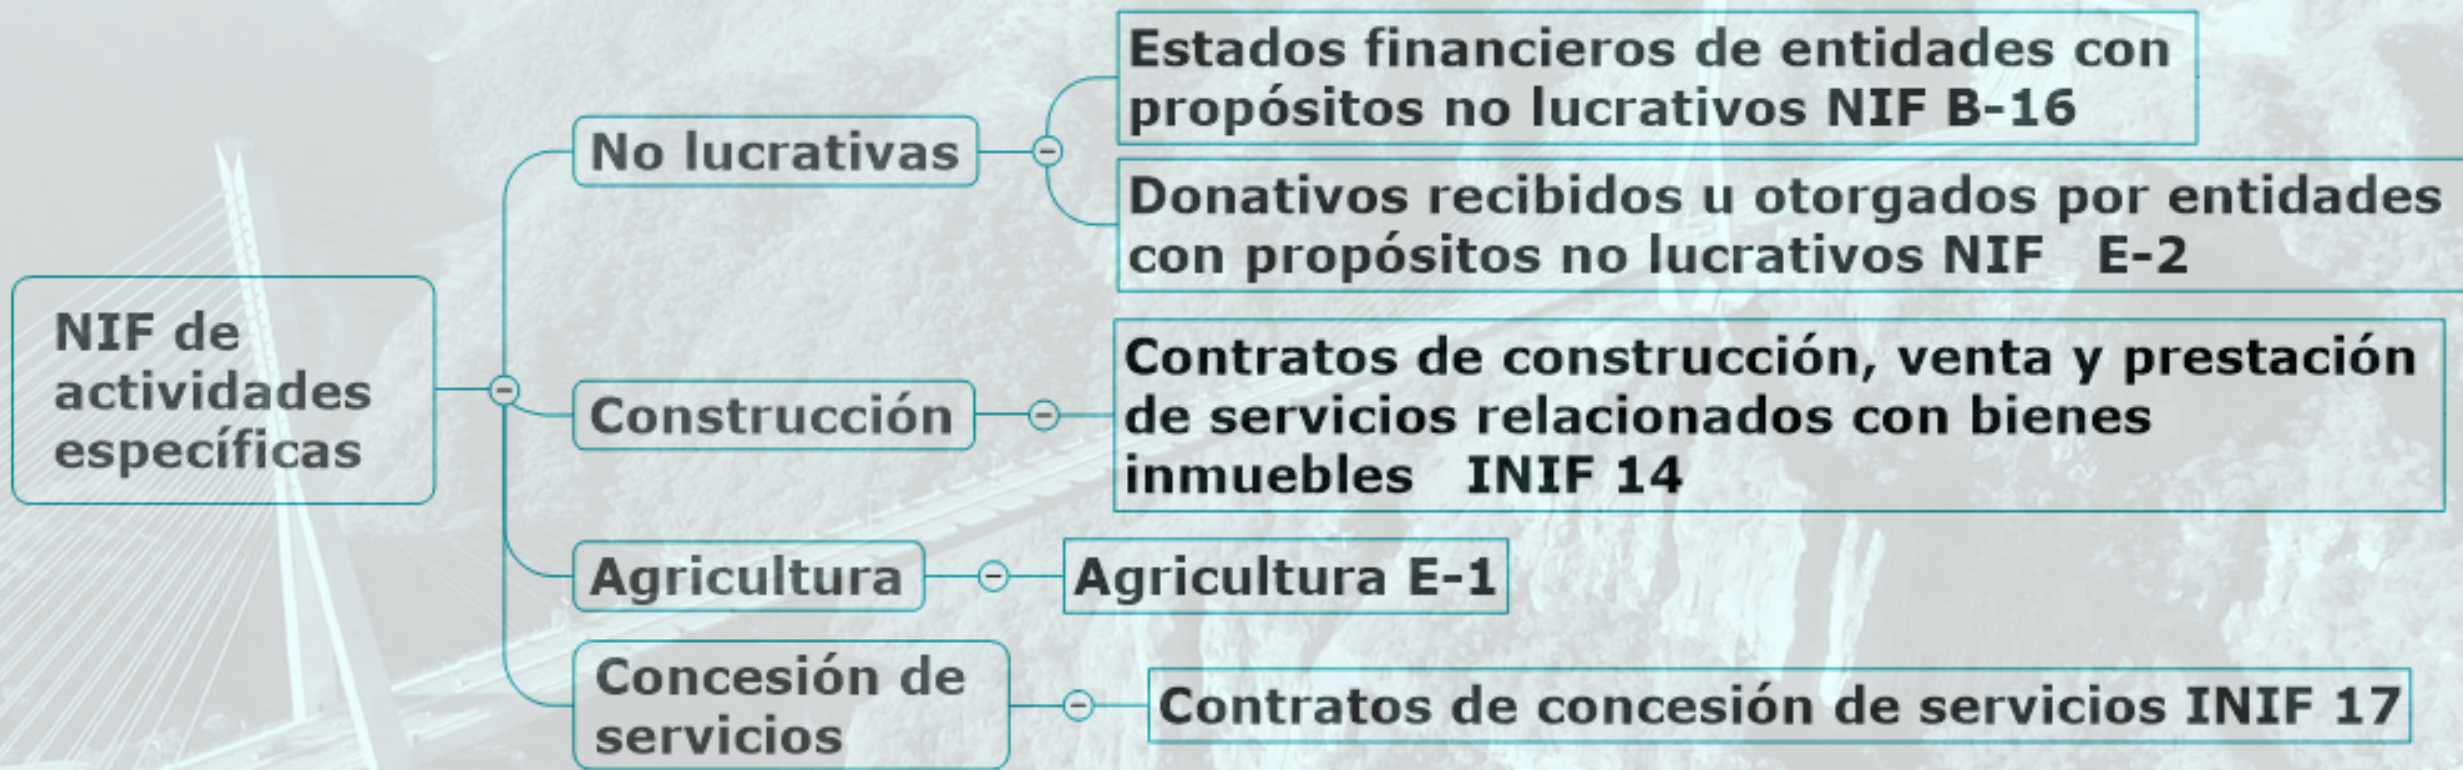 Estados financieros de entidades con
propósitos no lucrativos NIF B-16
No lucrativas
Donativos recibidos u otorgados por entidades
con propósitos no lucrativos NIF E-2
NIF de
actividades
específicas
Contratos de construcción, venta y prestación
de servicios relacionados con bienes
inmuebles INIF 14
Construcción
Agricultura
Agricultura E-1
Concesión de
servicios
Contratos de concesión de servicios INIF 17